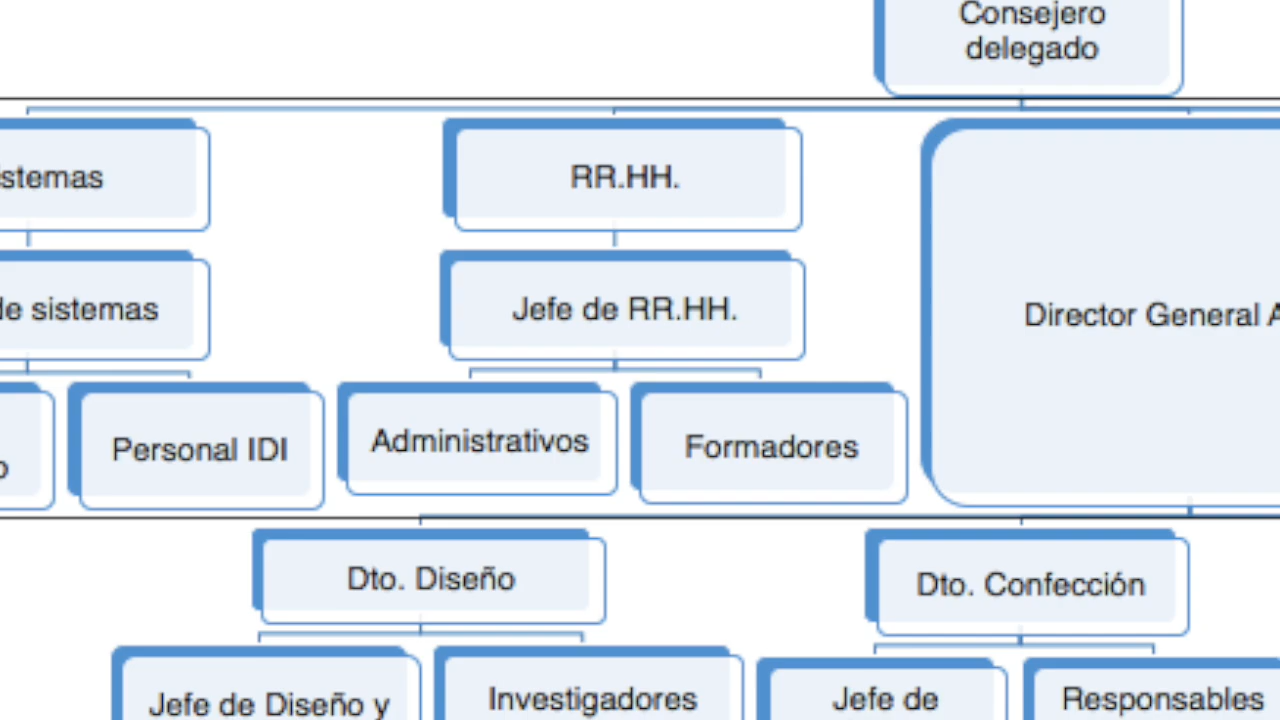 Consejero
delegado
stemas
RR.HH.
Director General
de sistemas
Jefe de RR.HH.
Personal IDI
Administrativos
Formadores
o
Dto. Diseño
Dto. Confección
Jefe de Diseño y
Investigadores
Jefe de
Responsables